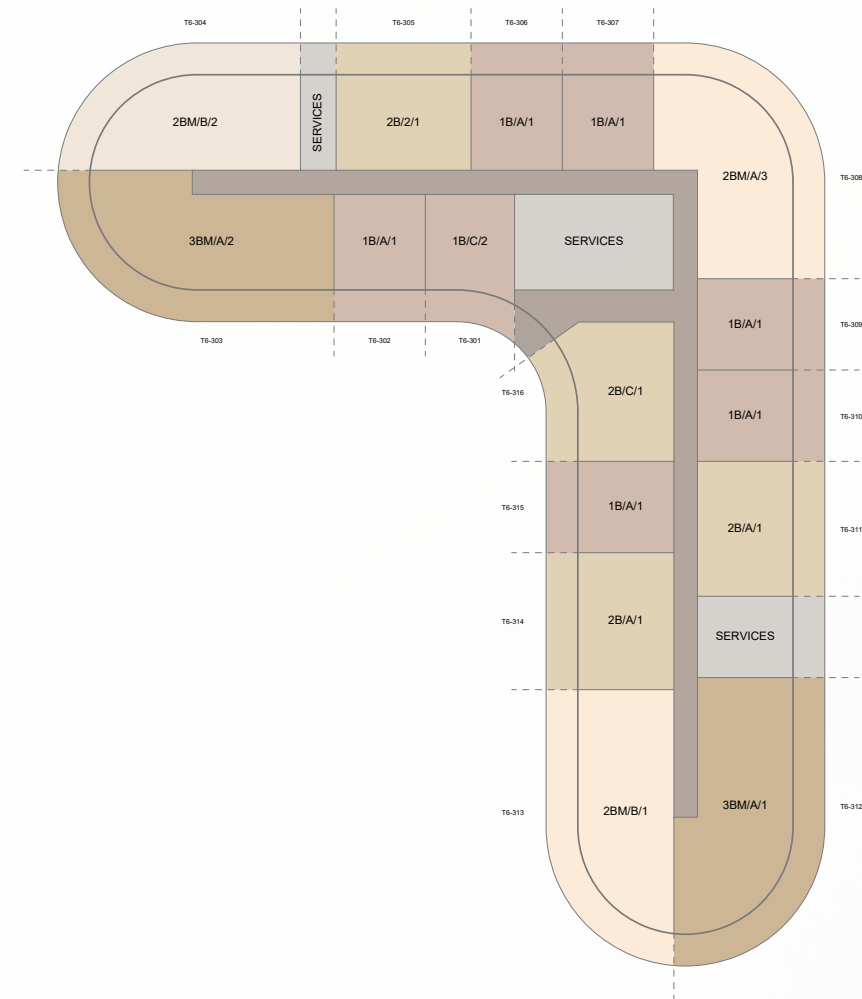 T6-304
T6-305
T6-306
T6-307
2BM/B/2
SERVICES
2B/2/1
1B/A/1
1B/A/1
2BM/A/3
T6-308
3BM/A/2
1B/A/1
1B/C/2
SERVICES
T6-303
T6-302
T6-301
1B/A/1
T6-309
T6-316
2B/C/1
1B/A/1
T6-310
T6-315
1B/A/1
2B/A/1
T6-311
T6-314
2B/A/1
SERVICES
T6-313
2BM/B/1
3BM/A/1
T6-312